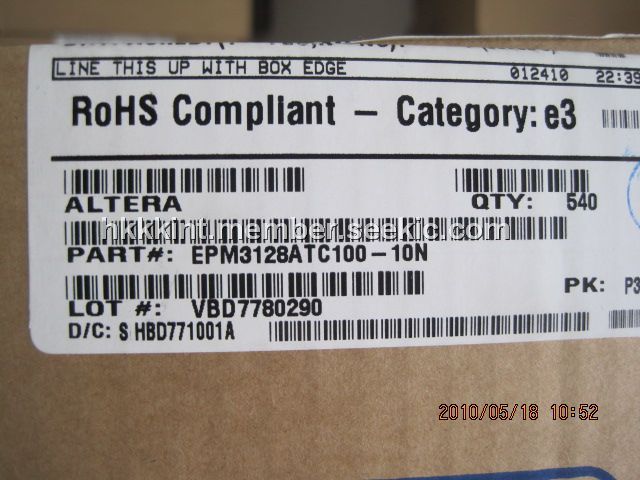 LINE THIS UP WITH BOX EDGE 012410 22:39
RoHS Compliant – Category: e3
ALTERA QTY: 540
hkkkint.member.seekic.com
PART#: EPM3128ATC100-10N
PK: P3
LOT #: VBD7780290
D/C: S HBD771001A
2010/05/18 10:52